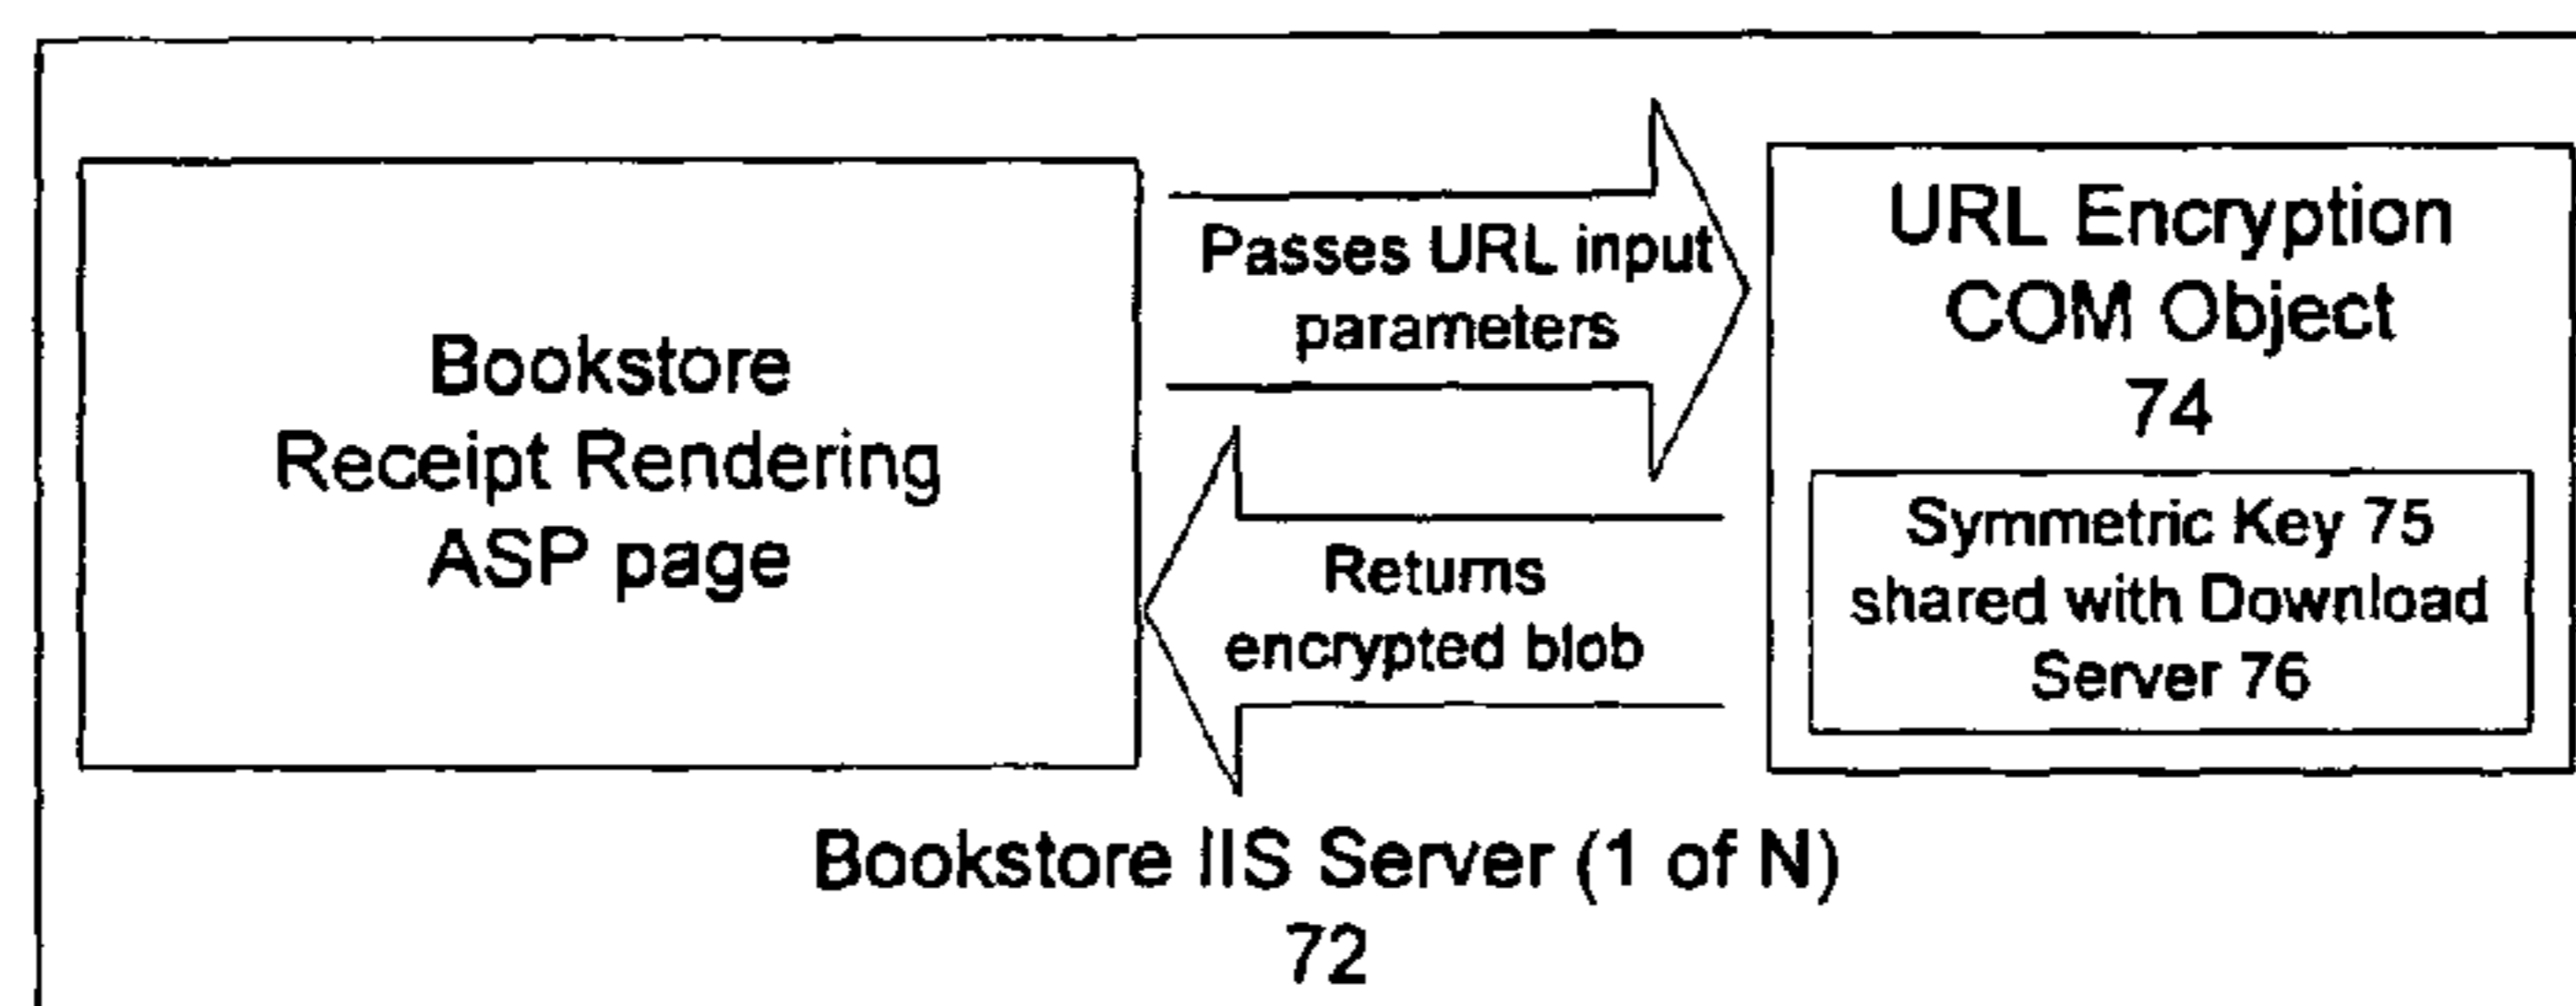 Bookstore
Receipt Rendering
ASP page
Passes URL input
parameters
Returns
encrypted blob
URL Encryption
COM Object
74
Symmetric Key 75
shared with Download
Server 76
Bookstore IIS Server (1 of N)
72